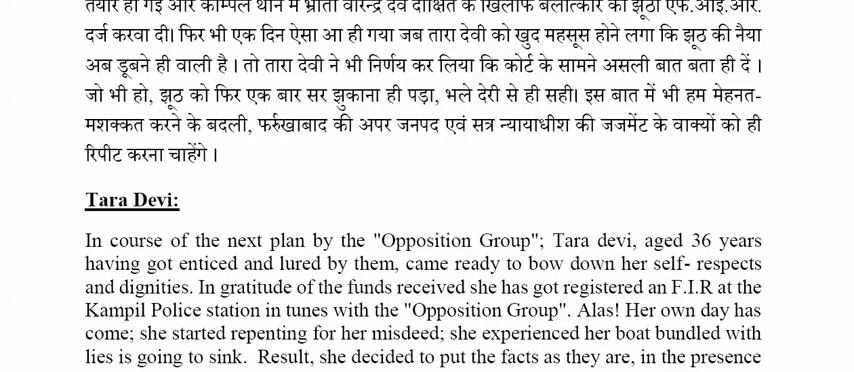 तैयार हो गई और कम्पिल थाने में भ्राता वीरेन्द्र देव दीक्षित के खिलाफ बलात्कार की झूठी एफ.आई.आर.
दर्ज करवा दी। फिर भी एक दिन ऐसा आ ही गया जब तारा देवी को खुद महसूस होने लगा कि झूठ की नैया
अब डूबने ही वाली है । तो तारा देवी ने भी निर्णय कर लिया कि कोर्ट के सामने असली बात बता ही दें ।
जो भी हो, झूठ को फिर एक बार सर झुकाना ही पड़ा, भले देरी से ही सही। इस बात में भी हम मेहनत-
मशक्कत करने के बदली, फर्रुखाबाद की अपर जनपद एवं सत्र न्यायाधीश की जजमेंट के वाक्यों को ही
रिपीट करना चाहेंगे ।
Tara Devi:
In course of the next plan by the "Opposition Group"; Tara devi, aged 36 years
having got enticed and lured by them, came ready to bow down her self- respects
and dignities. In gratitude of the funds received she has got registered an F.I.R at the
Kampil Police station in tunes with the "Opposition Group". Alas! Her own day has
come; she started repenting for her misdeed; she experienced her boat bundled with
lies is going to sink.  Result, she decided to put the facts as they are, in the presence